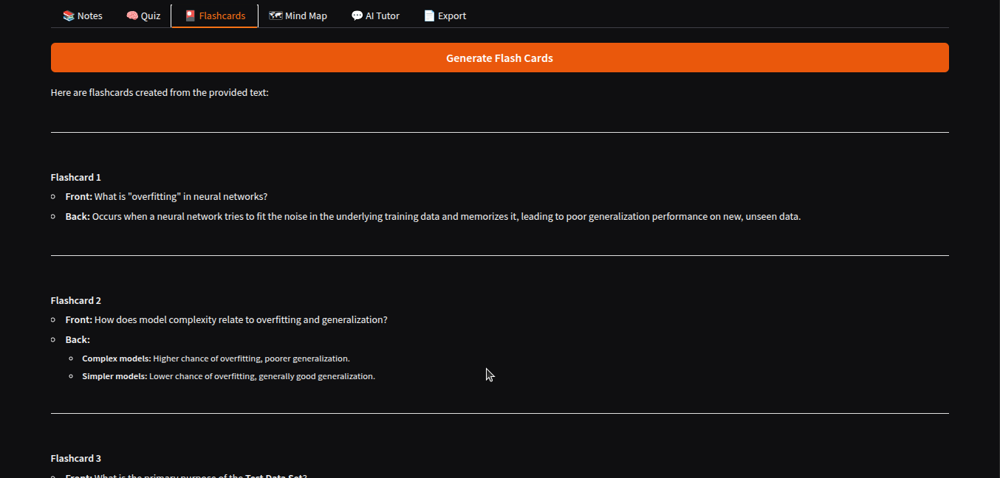 📚 Notes 🧠 Quiz 🎴 Flashcards 🗺 Mind Map 💬 AI Tutor 📄 Export
Generate Flash Cards
Here are flashcards created from the provided text:
Flashcard 1
Front: What is "overfitting" in neural networks?
Back: Occurs when a neural network tries to fit the noise in the underlying training data and memorizes it, leading to poor generalization performance on new, unseen data.
Flashcard 2
Front: How does model complexity relate to overfitting and generalization?
Back:
Complex models: Higher chance of overfitting, poorer generalization.
Simpler models: Lower chance of overfitting, generally good generalization.
Flashcard 3
Front: What is the primary purpose of the Test Data Set?